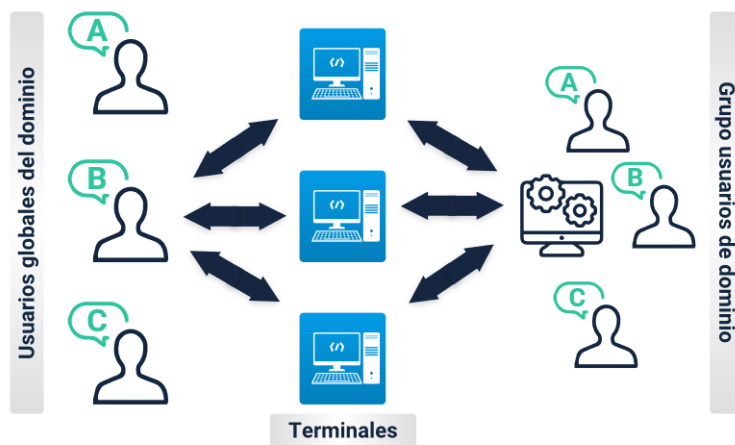 Usuarios globales del dominio
A
B
C
</>
</>
</>
Terminales
A
B
C
Grupo usuarios de dominio